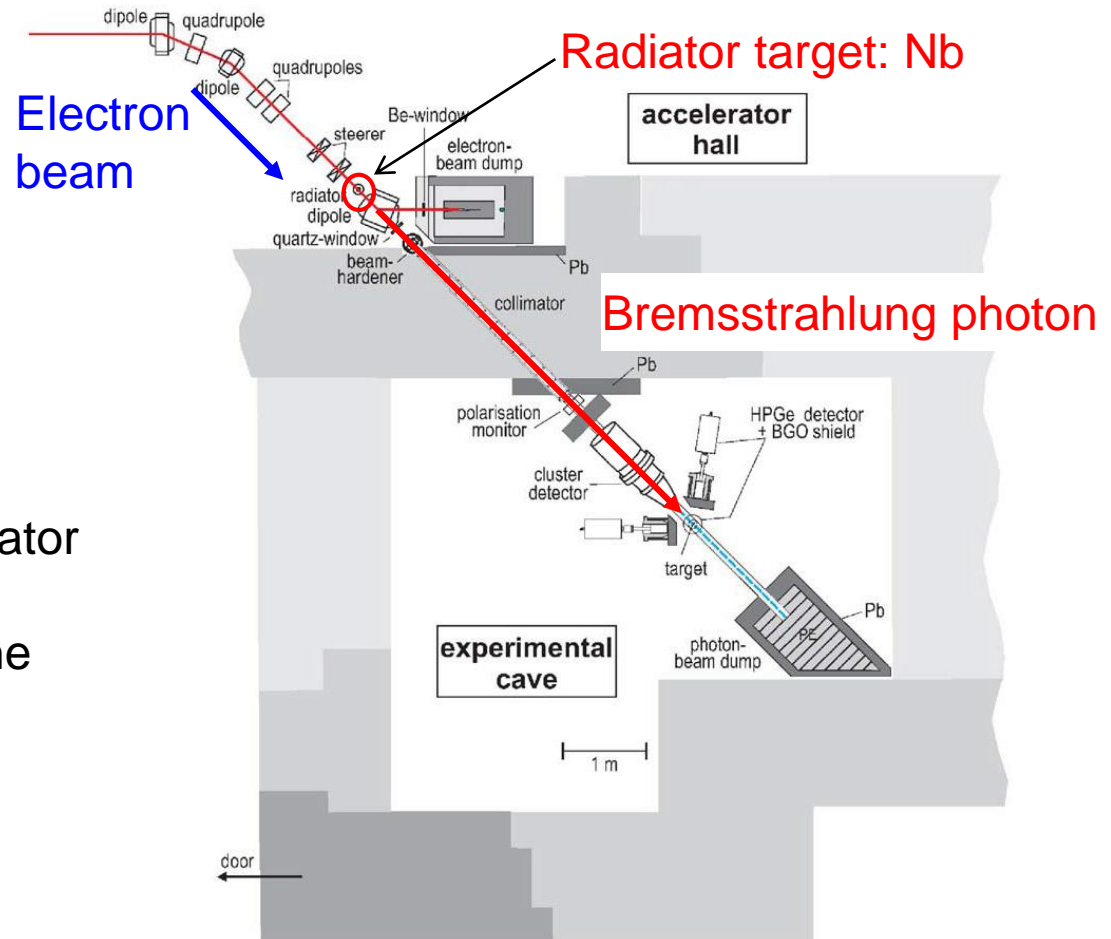 dipole
quadrupole
Radiator target: Nb
quadrupoles
dipole
Electron
beam
Be-window
accelerator
hall
steerer
electron-
beam dump
radiator
dipole
quartz-window
beam-
hardener
Pb
collimator
Bremsstrahlung photon
Pb
polarisation
monitor
HPGe detector
+ BGO shield
cluster
detector
ator
target
Pb
ne
PE
photon-
beam dump
experimental
cave
1 m
door